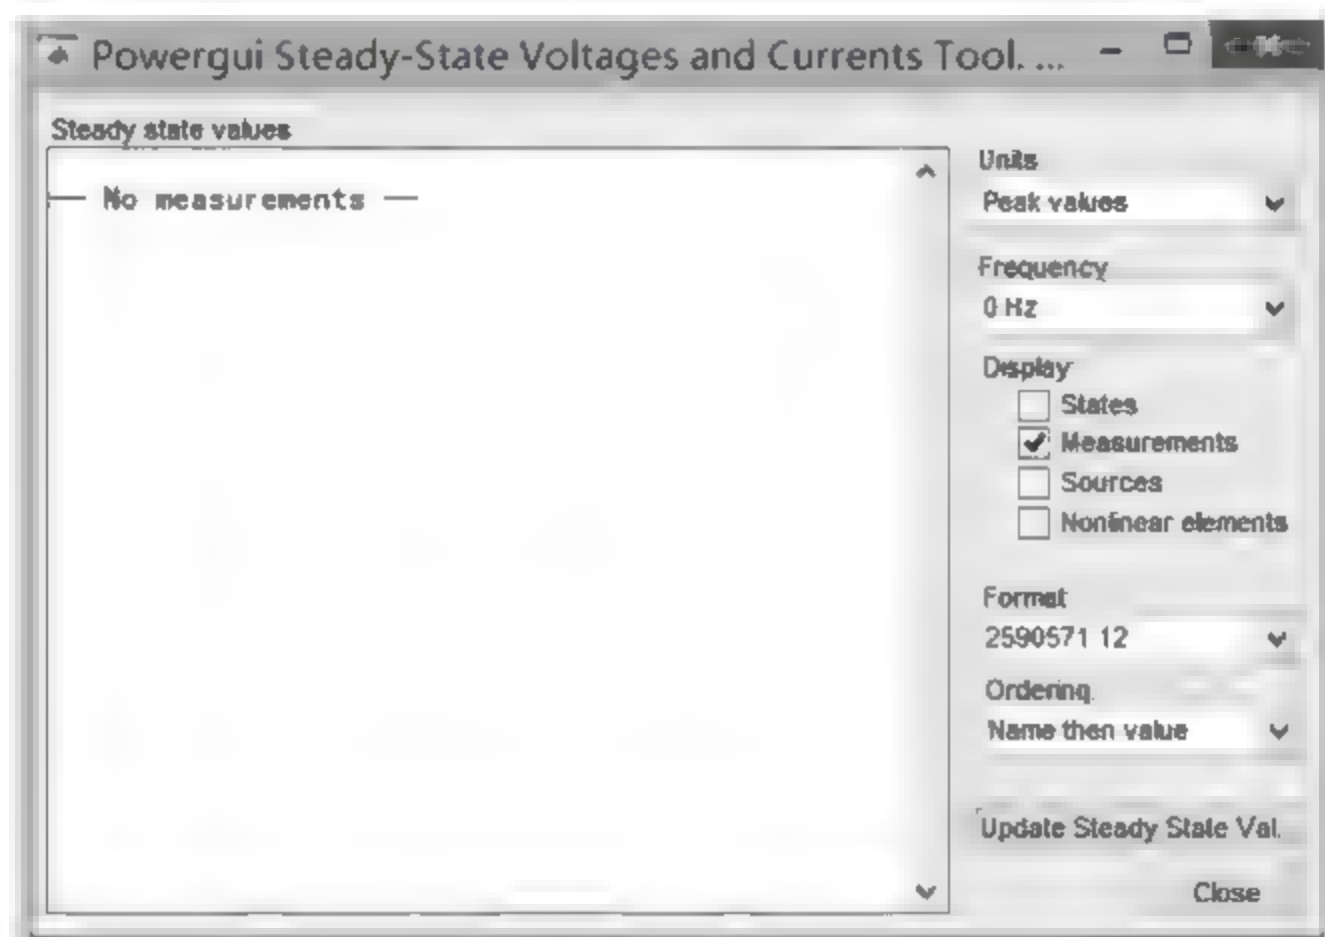 Powergui Steady-State Voltages and Currents Tool. ...
Steady state values
— No measurements —
Units
Peak values
Frequency
0 Hz
Display
States
Measurements
Sources
Nonlinear elements
Format
2590571 12
Ordering
Name then value
Update Steady State Val.
Close